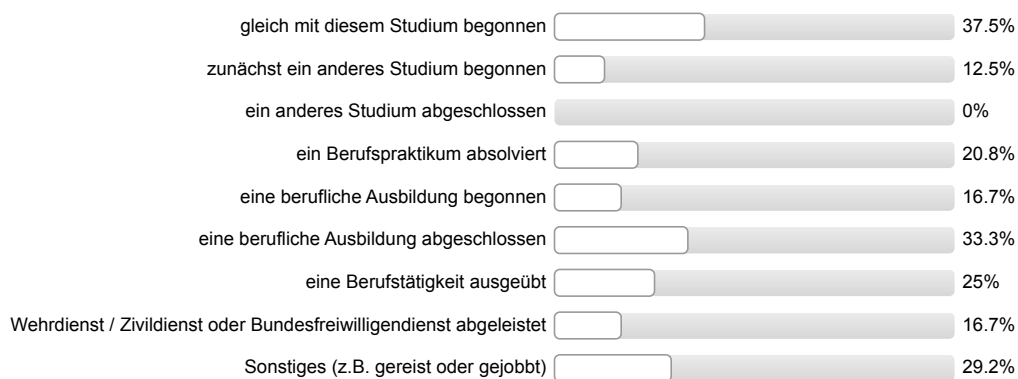 gleich mit diesem Studium begonnen 37.5%
zunächst ein anderes Studium begonnen 12.5%
ein anderes Studium abgeschlossen 0%
ein Berufspraktikum absolviert 20.8%
eine berufliche Ausbildung begonnen 16.7%
eine berufliche Ausbildung abgeschlossen 33.3%
eine Berufstätigkeit ausgeübt 25%
Wehrdienst / Zivildienst oder Bundesfreiwilligendienst abgeleistet 16.7%
Sonstiges (z.B. gereist oder gejobbt) 29.2%